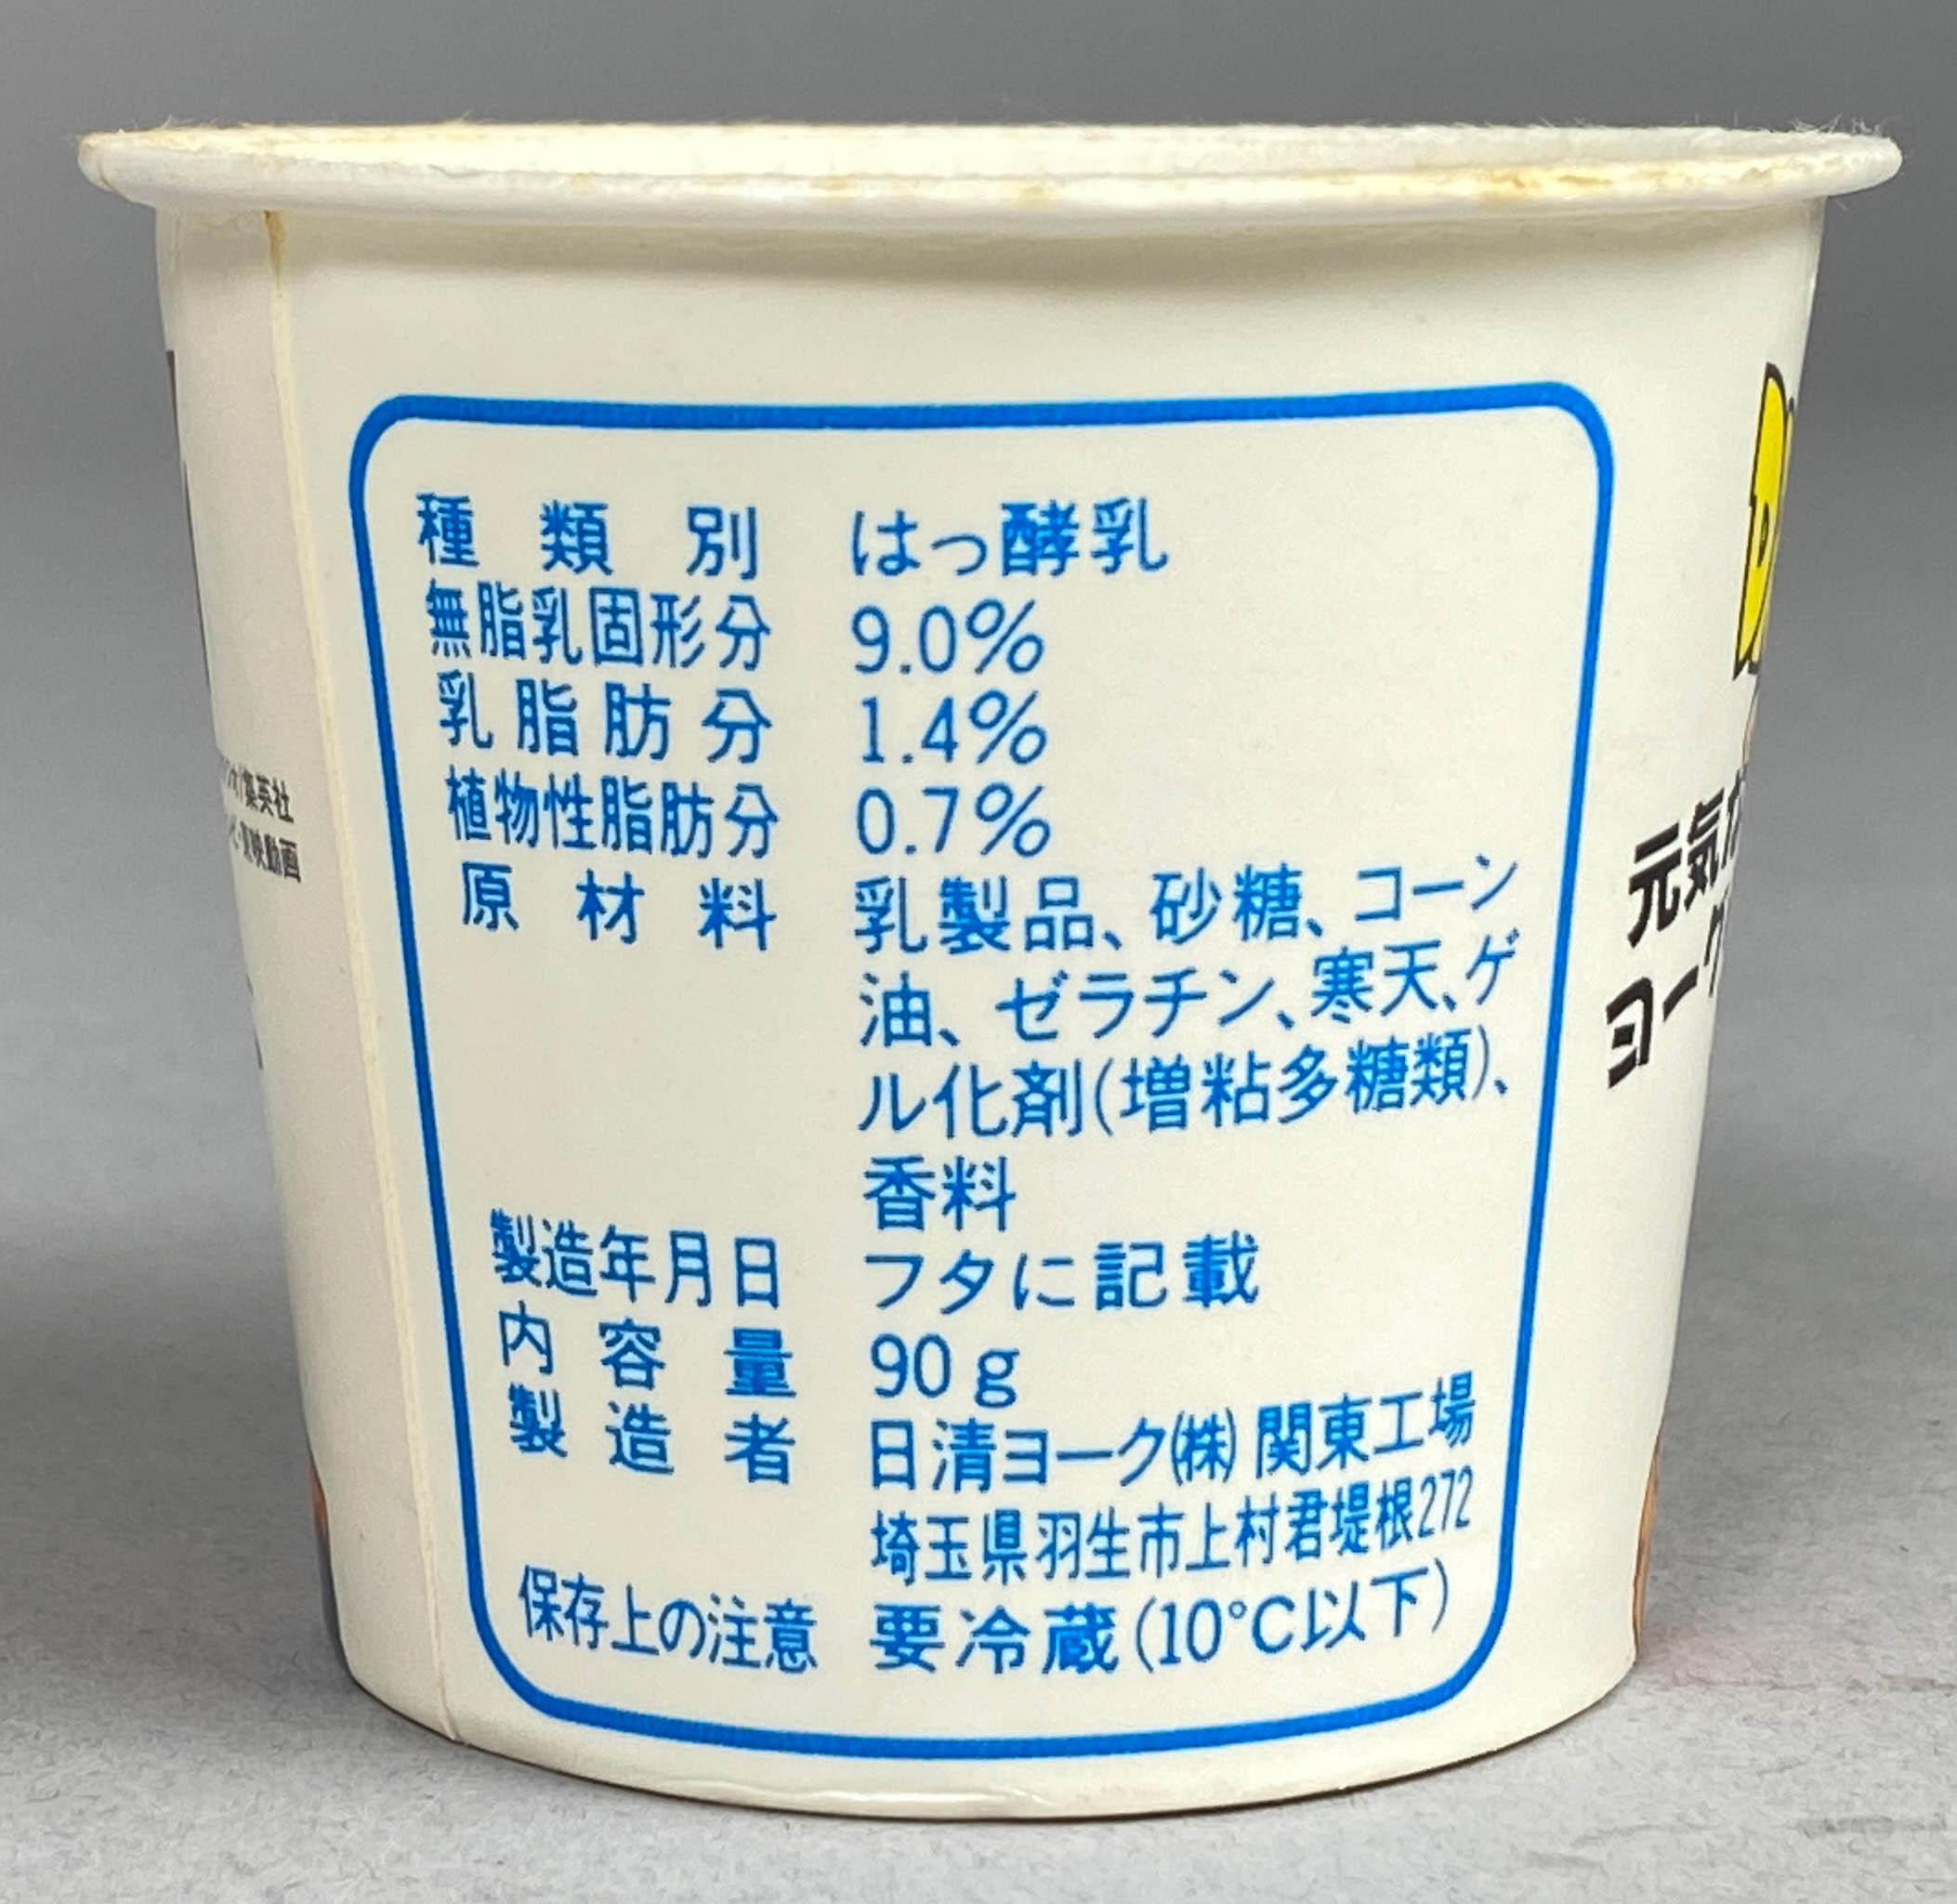 種類別 はっ酵乳
無脂乳固形分 9.0%
乳脂肪分 1.4%
植物性脂肪分 0.7%
原材料 乳製品、砂糖、コーン
油、ゼラチン、寒天、ゲ
ル化剤(増粘多糖類)、
香料
製造年月日 フタに記載
内容量 90g
製造者 日清ヨーク(株) 関東工場
埼玉県羽生市上村君堤根272
保存上の注意 要冷蔵(10℃以下)
集英社
東映動画
元気
ヨーグ